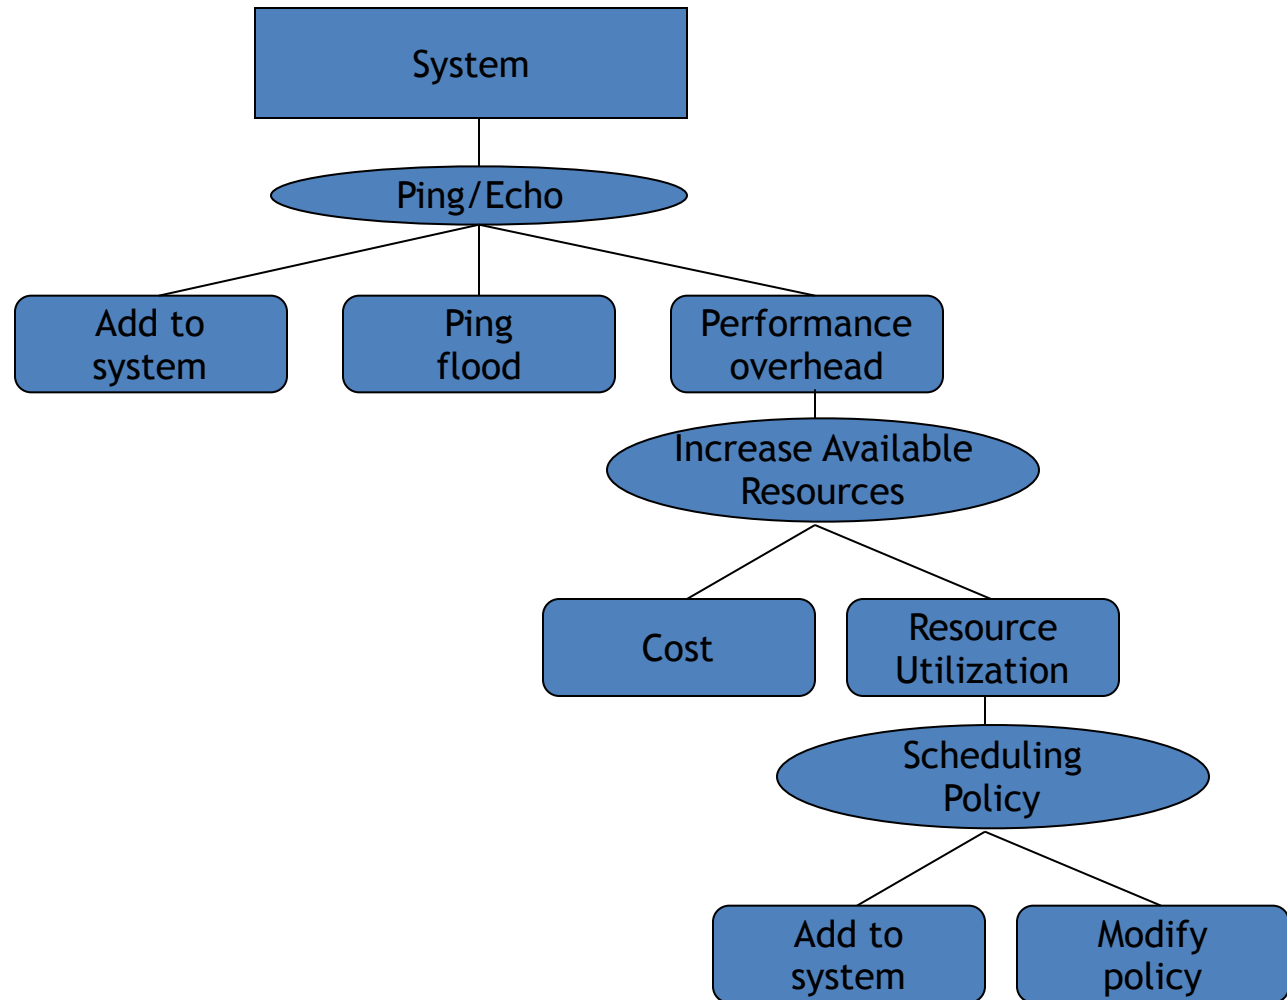 System
Ping/Echo
Add to
system
Ping
flood
Performance
overhead
Increase Available
Resources
Cost
Resource
Utilization
Scheduling
Policy
Add to
system
Modify
policy